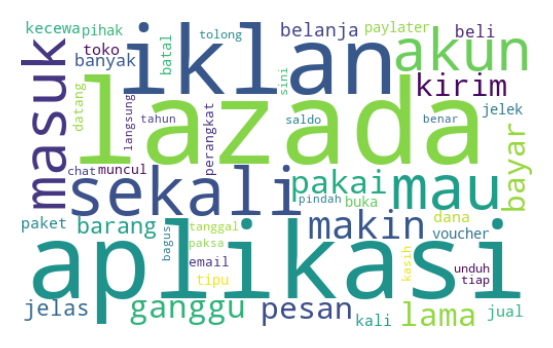 kecewa pihak
toko
banyak
batal
iklan
tolong
belanja
paylater
beli
akun
masuk
datang
langsung
lazada
sini
kirim
jelek
tahun
perangkat
saldo
benar
bayar
chat muncul
sekali
pakai
mau
pindah
buka
paket
barang
bagus
tanggal
paksa
makin
dana
voucher
aplikasi
email
tipu
kasih
unduh
tiap
jelas
ganggu
pesan
kali
lama
jual